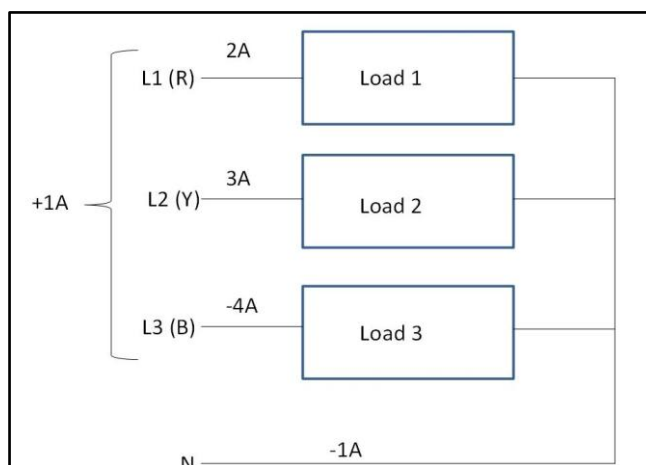 2A
L1 (R)
Load 1
3A
+1A
L2 (Y)
Load 2
-4A
L3 (B)
Load 3
-1A
N